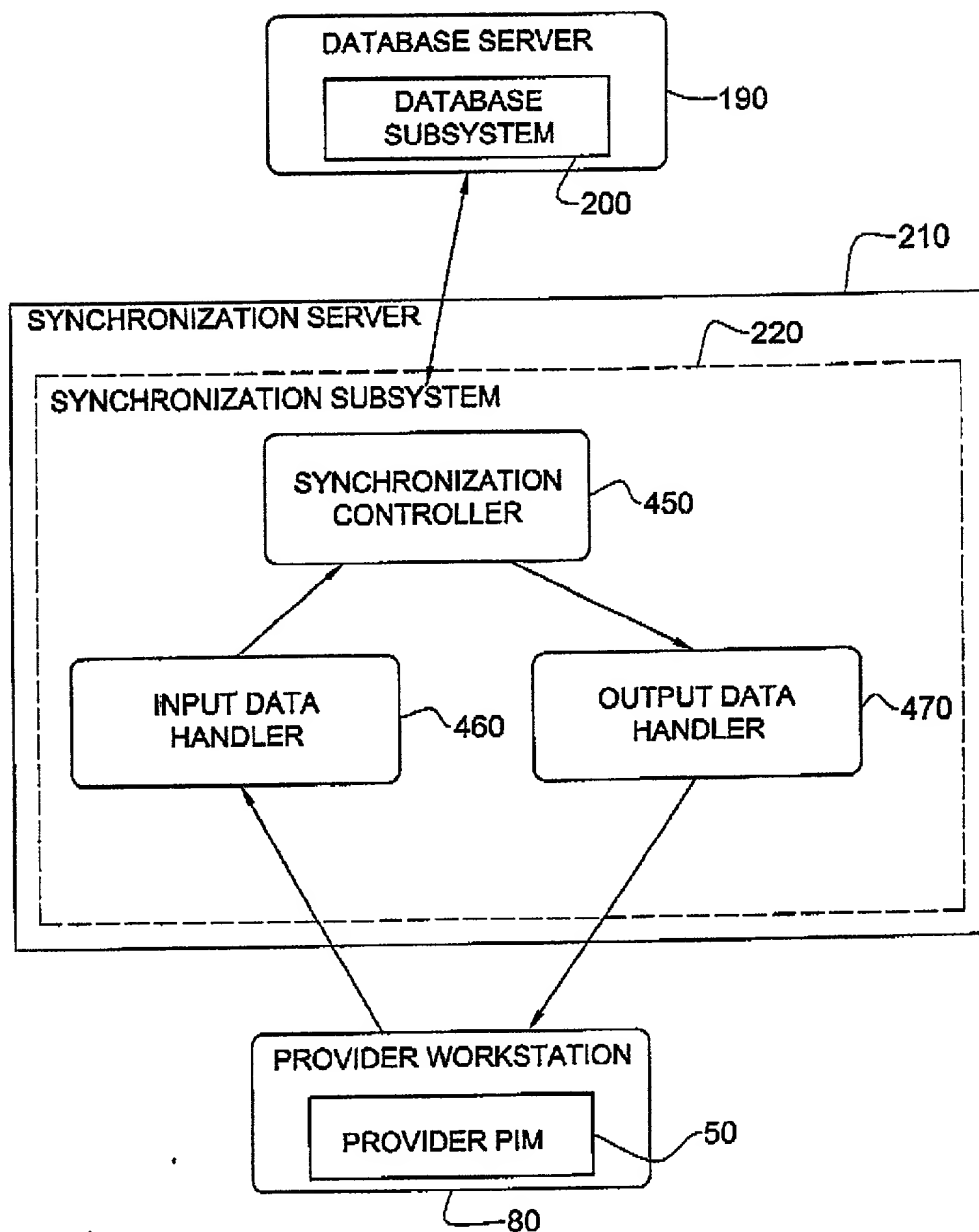 DATABASE SERVER
DATABASE
SUBSYSTEM
190
200
210
SYNCHRONIZATION SERVER
220
SYNCHRONIZATION SUBSYSTEM
SYNCHRONIZATION
CONTROLLER
450
INPUT DATA
HANDLER
460
OUTPUT DATA
HANDLER
470
PROVIDER WORKSTATION
PROVIDER PIM
50
80